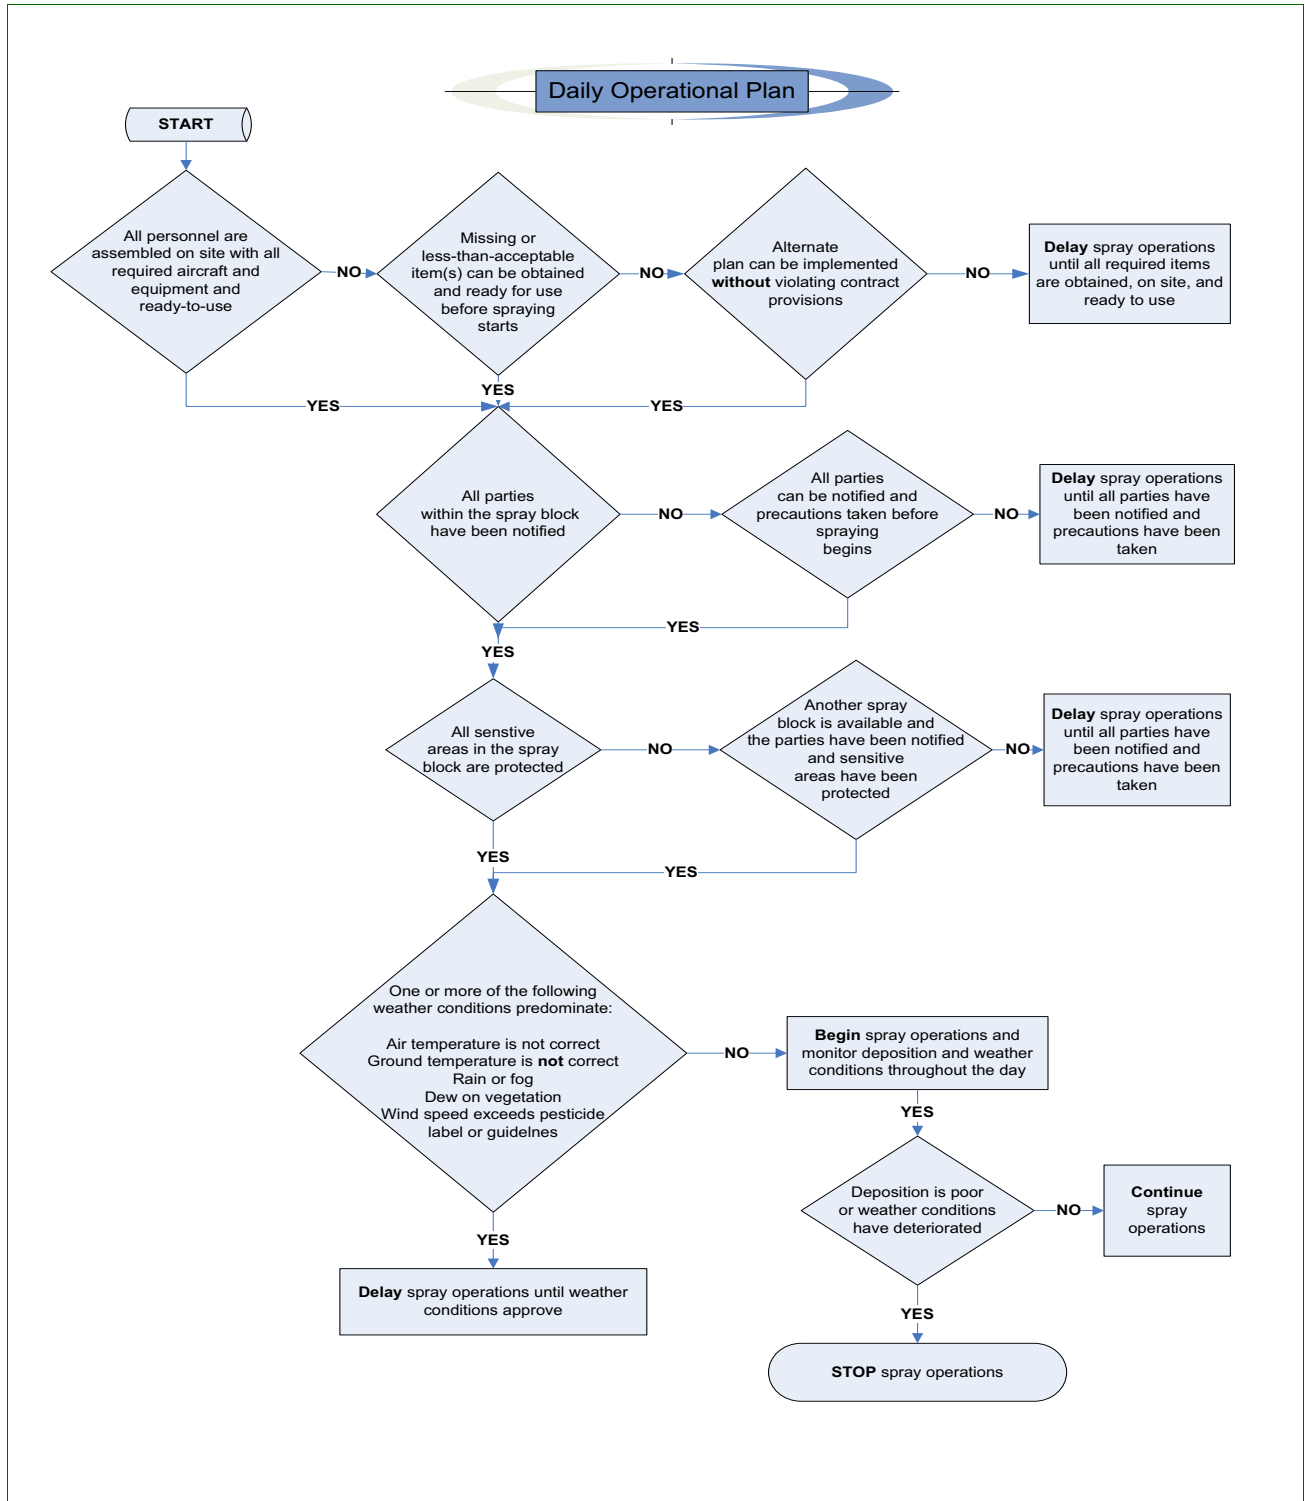 Daily Operational Plan
START
All personnel are
assembled on site with all
required aircraft and
equipment and
ready-to-use
NO
Missing or
less-than-acceptable
item(s) can be obtained
and ready for use
before spraying
starts
NO
Alternate
plan can be implemented
without violating contract
provisions
NO
Delay spray operations
until all required items
are obtained, on site, and
ready to use
YES
YES
YES
All parties
within the spray block
have been notified
NO
All parties
can be notified and
precautions taken before
spraying
begins
NO
Delay spray operations
until all parties have
been notified and
precautions have been
taken
YES
YES
All senstive
areas in the spray
block are protected
NO
Another spray
block is available and
the parties have been notified
and sensitive
areas have been
protected
NO
Delay spray operations
until all parties have
been notified and
precautions have been
taken
YES
YES
One or more of the following
weather conditions predominate:
Air temperature is not correct
Ground temperature is not correct
Rain or fog
Dew on vegetation
Wind speed exceeds pesticide
label or guidelnes
NO
Begin spray operations and
monitor deposition and weather
conditions throughout the day
YES
Deposition is poor
or weather conditions
have deteriorated
NO
Continue
spray
operations
YES
Delay spray operations until weather
conditions approve
YES
STOP spray operations